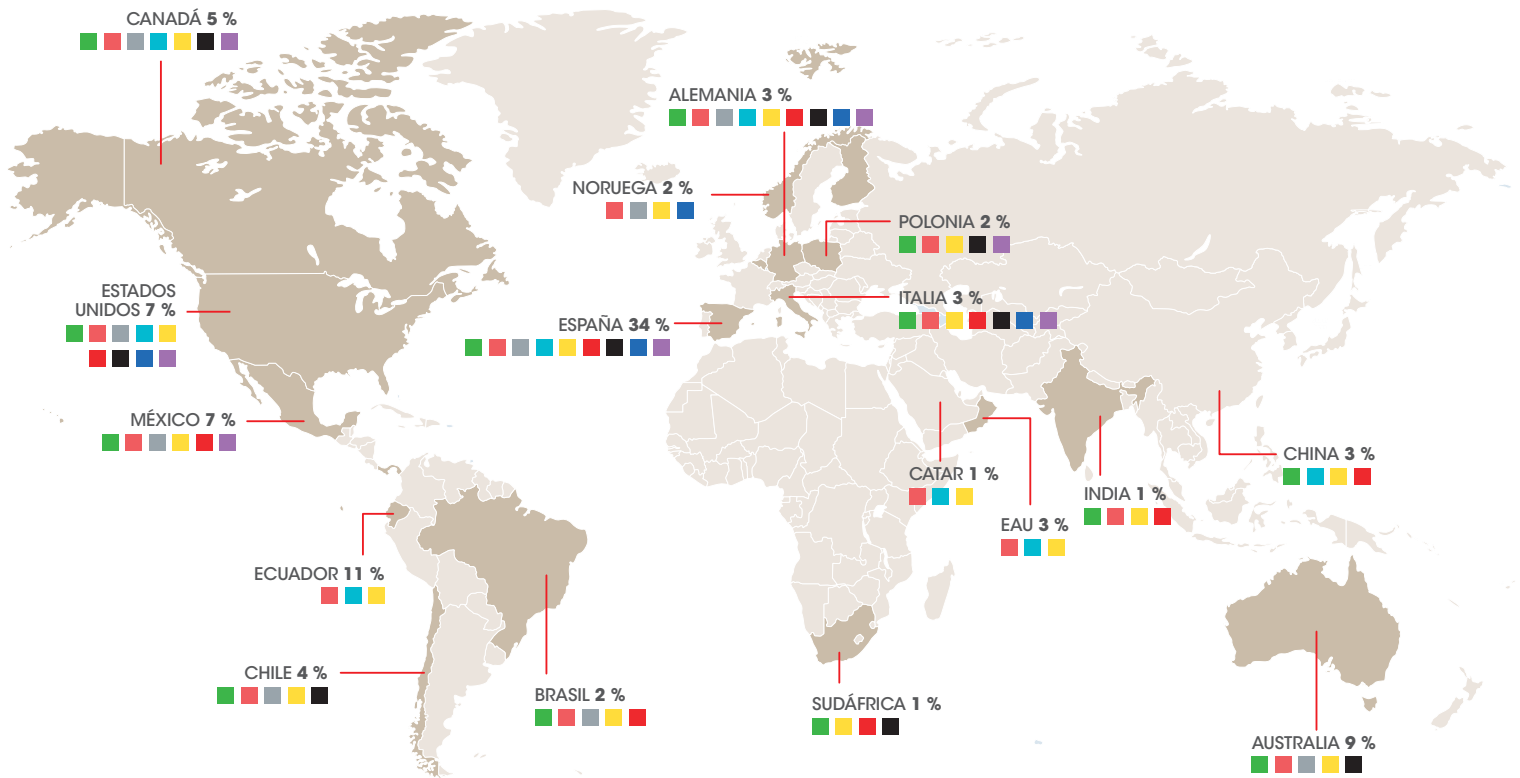 CANADÁ 5 %
ALEMANIA 3 %
NORUEGA 2 %
POLONIA 2 %
ESTADOS
UNIDOS 7 %
ITALIA 3 %
ESPAÑA 34 %
MÉXICO 7 %
CATAR 1 %
CHINA 3 %
INDIA 1 %
EAU 3 %
ECUADOR 11 %
CHILE 4 %
BRASIL 2 %
SUDÁFRICA 1 %
AUSTRALIA 9 %